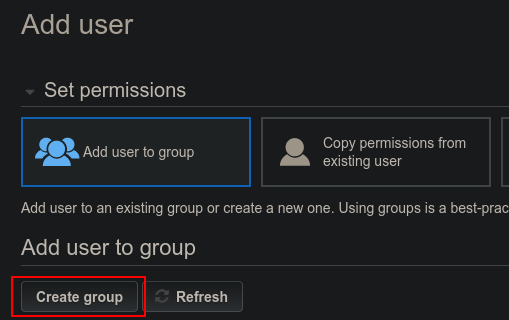 Add user
Set permissions
Add user to group
Copy permissions from
existing user
Add user to an existing group or create a new one. Using groups is a best-prac
Add user to group
Create group
Refresh